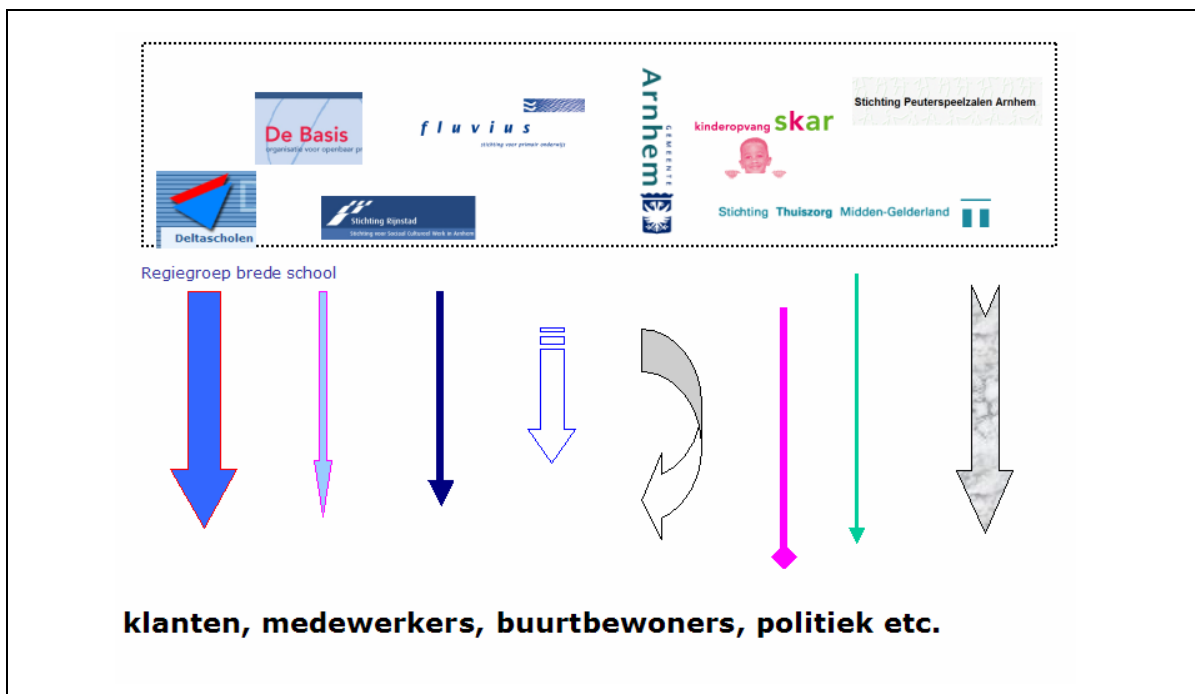 De Basis
organisatie voor openbaar pr
fluvius
stichting voor primair onderwijs
Arnhem
GEMEENTE
kinderopvang skar
Stichting Peuterspeelzalen Arnhem
Deltascholen
Stichting Rijnstad
Stichting voor Sociaal Cultureel Werk in Arnhem
Stichting Thuiszorg Midden-Gelderland
Regiegroep brede school
klanten, medewerkers, buurtbewoners, politiek etc.